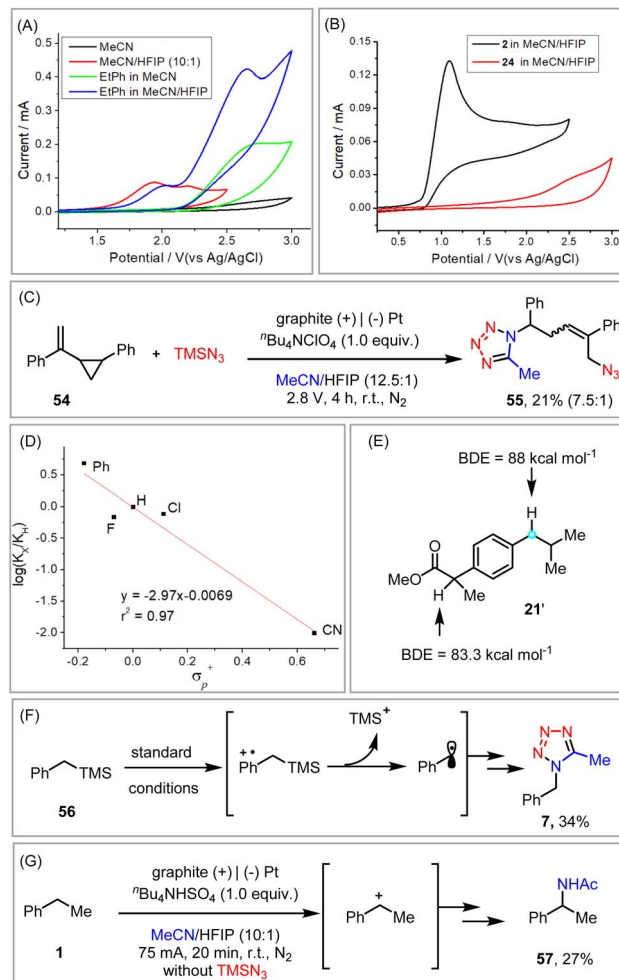 (A)
MeCN
MeCN/HFIP (10:1)
EtPh in MeCN
EtPh in MeCN/HFIP
Current / mA
0.5
0.4
0.3
0.2
0.1
0.0
1.5 2.0 2.5 3.0
Potential / V(vs Ag/AgCl)
(B)
2 in MeCN/HFIP
24 in MeCN/HFIP
Current / mA
0.15
0.12
0.09
0.06
0.03
0.00
0.5 1.0 1.5 2.0 2.5 3.0
Potential / V(vs Ag/AgCl)
(C)
Ph
Ph
54
+
TMSN3
graphite (+) | (-) Pt
nBu4NClO4 (1.0 equiv.)
MeCN/HFIP (12.5:1)
2.8 V, 4 h, r.t., N2
Ph
Ph
N N
N N
Me
N3
55, 21% (7.5:1)
(D)
log(KX/KH)
1.0
0.5
0.0
-0.5
-1.0
-1.5
-2.0
Ph
H
F
Cl
CN
y = -2.97x-0.0069
r2 = 0.97
-0.2 0.0 0.2 0.4 0.6 0.8
σp+
(E)
BDE = 88 kcal mol-1
H
O
Me
MeO
Me
H Me
21'
BDE = 83.3 kcal mol-1
(F)
Ph TMS
56
standard
conditions
+•
Ph TMS
TMS+
Ph
N N
N N
Me
Ph
7, 34%
(G)
Ph Me
1
graphite (+) | (-) Pt
nBu4NHSO4 (1.0 equiv.)
MeCN/HFIP (10:1)
75 mA, 20 min, r.t., N2
without TMSN3
+
Ph Me
NHAc
Ph Me
57, 27%